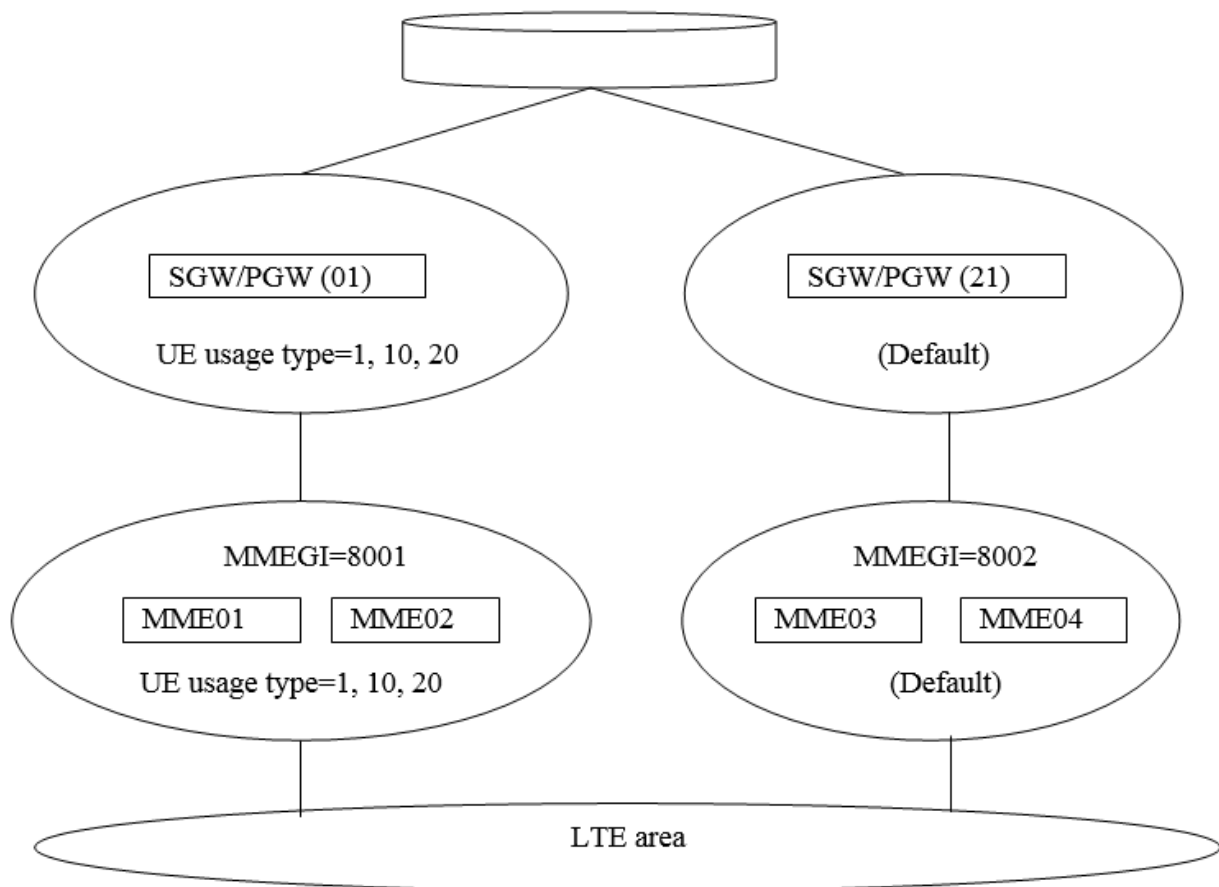 SGW/PGW (01)
UE usage type=1, 10, 20
SGW/PGW (21)
(Default)
MMEGI=8001
MME01
MME02
UE usage type=1, 10, 20
MMEGI=8002
MME03
MME04
(Default)
LTE area